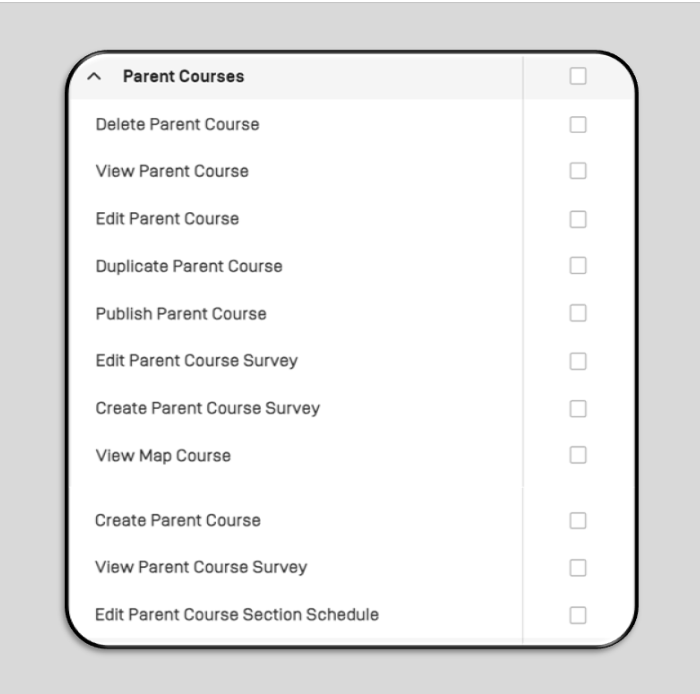 Parent Courses
Delete Parent Course
View Parent Course
Edit Parent Course
Duplicate Parent Course
Publish Parent Course
Edit Parent Course Survey
Create Parent Course Survey
View Map Course
Create Parent Course
View Parent Course Survey
Edit Parent Course Section Schedule